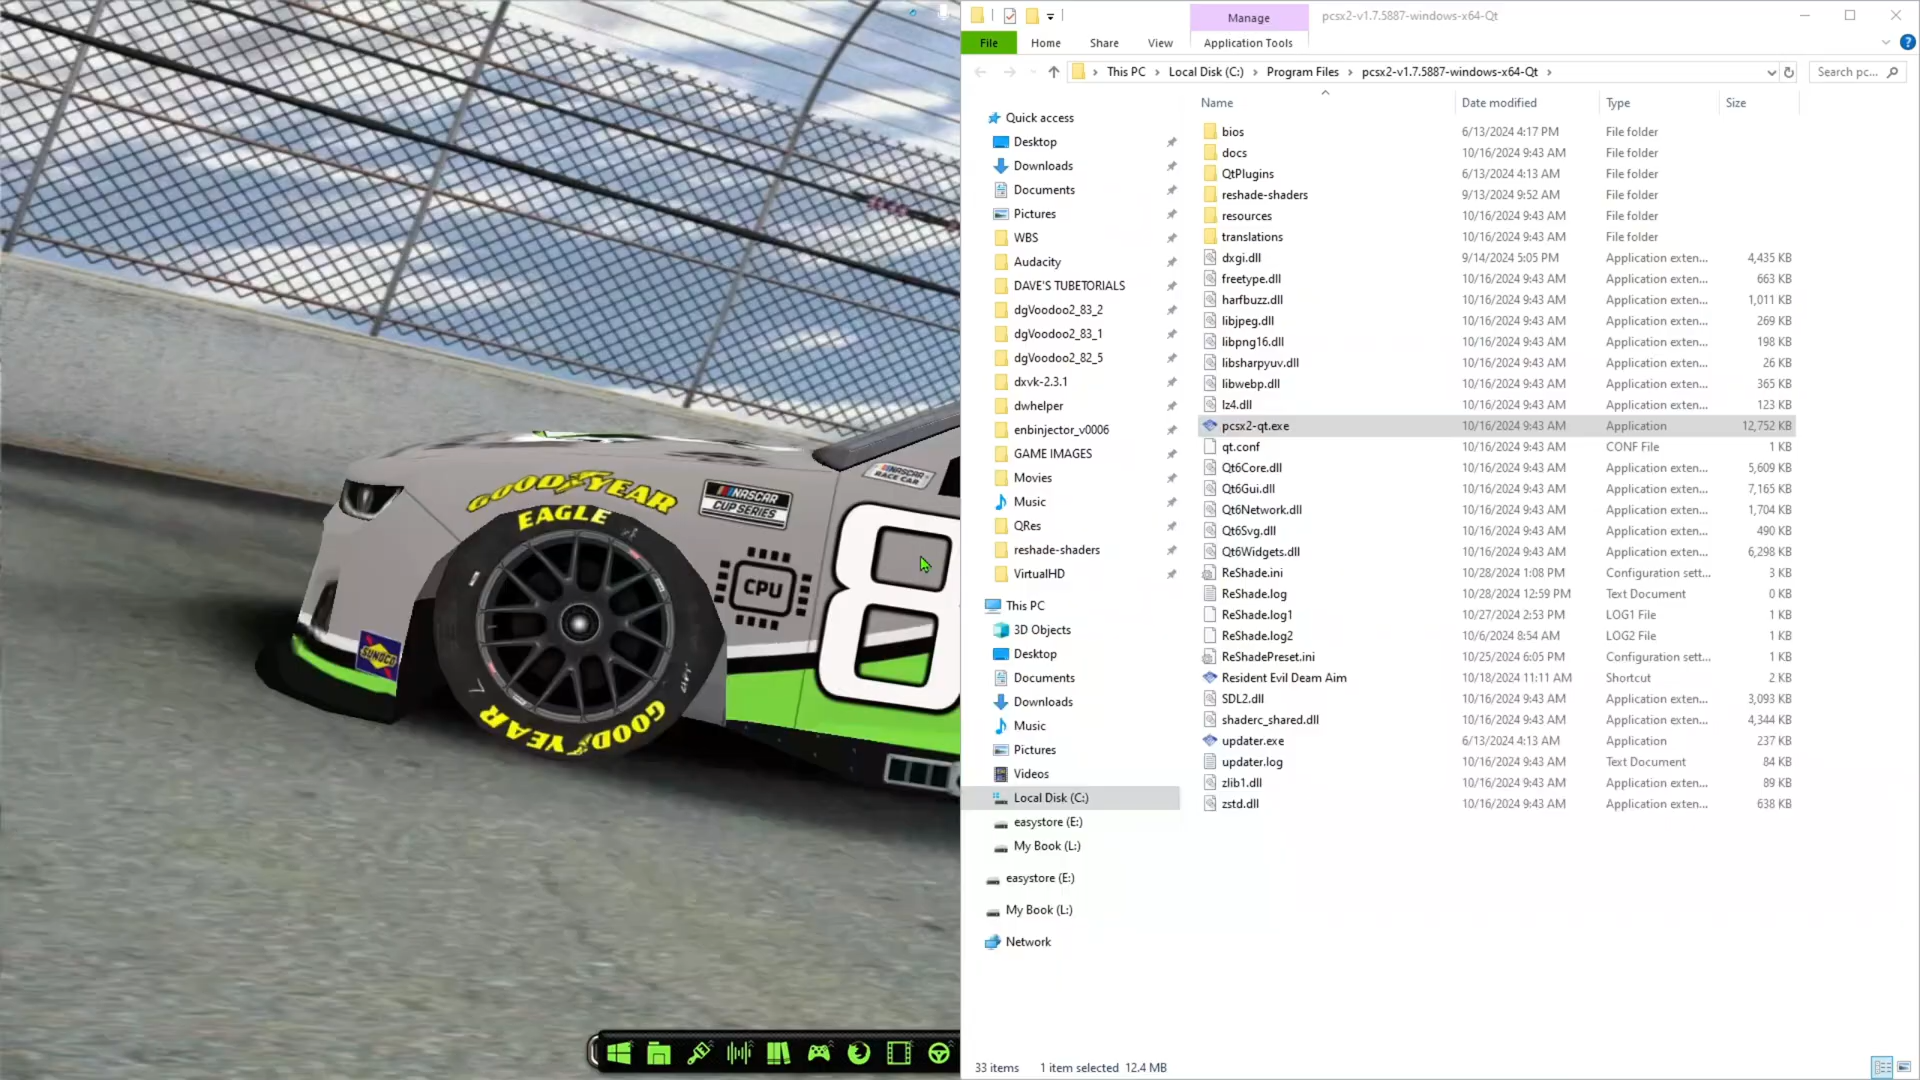 Manage
pcsx2-v1.7.5887-windows-x64-Qt
File
Home
Share
View
Application Tools
This PC
Local Disk (C:)
Program Files
pcsx2-v1.7.5887-windows-x64-Qt
Search pc...
Name
Date modified
Type
Size
Quick access
Desktop
Downloads
Documents
Pictures
WBS
Audacity
DAVE'S TUBETORIALS
dgVoodoo2_83_2
dgVoodoo2_83_1
dgVoodoo2_82_5
dxvk-2.3.1
dwhelper
enbinjector_v0006
GAME IMAGES
Movies
Music
QRes
reshade-shaders
VirtualHD
This PC
3D Objects
Desktop
Documents
Downloads
Music
Pictures
Videos
Local Disk (C:)
easystore (E:)
My Book (L:)
easystore (E:)
My Book (L:)
Network
bios 6/13/2024 4:17 PM File folder
docs 10/16/2024 9:43 AM File folder
QtPlugins 6/13/2024 4:13 AM File folder
reshade-shaders 9/13/2024 9:52 AM File folder
resources 10/16/2024 9:43 AM File folder
translations 10/16/2024 9:43 AM File folder
dxgi.dll 9/14/2024 5:05 PM Application exten... 4,435 KB
freetype.dll 10/16/2024 9:43 AM Application exten... 663 KB
harfbuzz.dll 10/16/2024 9:43 AM Application exten... 1,011 KB
libjpeg.dll 10/16/2024 9:43 AM Application exten... 269 KB
libpng16.dll 10/16/2024 9:43 AM Application exten... 198 KB
libsharpyuv.dll 10/16/2024 9:43 AM Application exten... 26 KB
libwebp.dll 10/16/2024 9:43 AM Application exten... 365 KB
lz4.dll 10/16/2024 9:43 AM Application exten... 123 KB
pcsx2-qt.exe 10/16/2024 9:43 AM Application 12,752 KB
qt.conf 10/16/2024 9:43 AM CONF File 1 KB
Qt6Core.dll 10/16/2024 9:43 AM Application exten... 5,609 KB
Qt6Gui.dll 10/16/2024 9:43 AM Application exten... 7,165 KB
Qt6Network.dll 10/16/2024 9:43 AM Application exten... 1,704 KB
Qt6Svg.dll 10/16/2024 9:43 AM Application exten... 490 KB
Qt6Widgets.dll 10/16/2024 9:43 AM Application exten... 6,298 KB
ReShade.ini 10/28/2024 1:08 PM Configuration sett... 3 KB
ReShade.log 10/28/2024 12:59 PM Text Document 0 KB
ReShade.log1 10/27/2024 2:53 PM LOG1 File 1 KB
ReShade.log2 10/6/2024 8:54 AM LOG2 File 1 KB
ReShadePreset.ini 10/25/2024 6:05 PM Configuration sett... 1 KB
Resident Evil Deam Aim 10/18/2024 11:11 AM Shortcut 2 KB
SDL2.dll 10/16/2024 9:43 AM Application exten... 3,093 KB
shaderc_shared.dll 10/16/2024 9:43 AM Application exten... 4,344 KB
updater.exe 6/13/2024 4:13 AM Application 237 KB
updater.log 10/16/2024 9:43 AM Text Document 84 KB
zlib1.dll 10/16/2024 9:43 AM Application exten... 89 KB
zstd.dll 10/16/2024 9:43 AM Application exten... 638 KB
33 items 1 item selected 12.4 MB
GOODYEAR
EAGLE
GOODYEAR
NASCAR
CUP SERIES
NASCAR
RACE CAR
CPU
8
SUNOCO